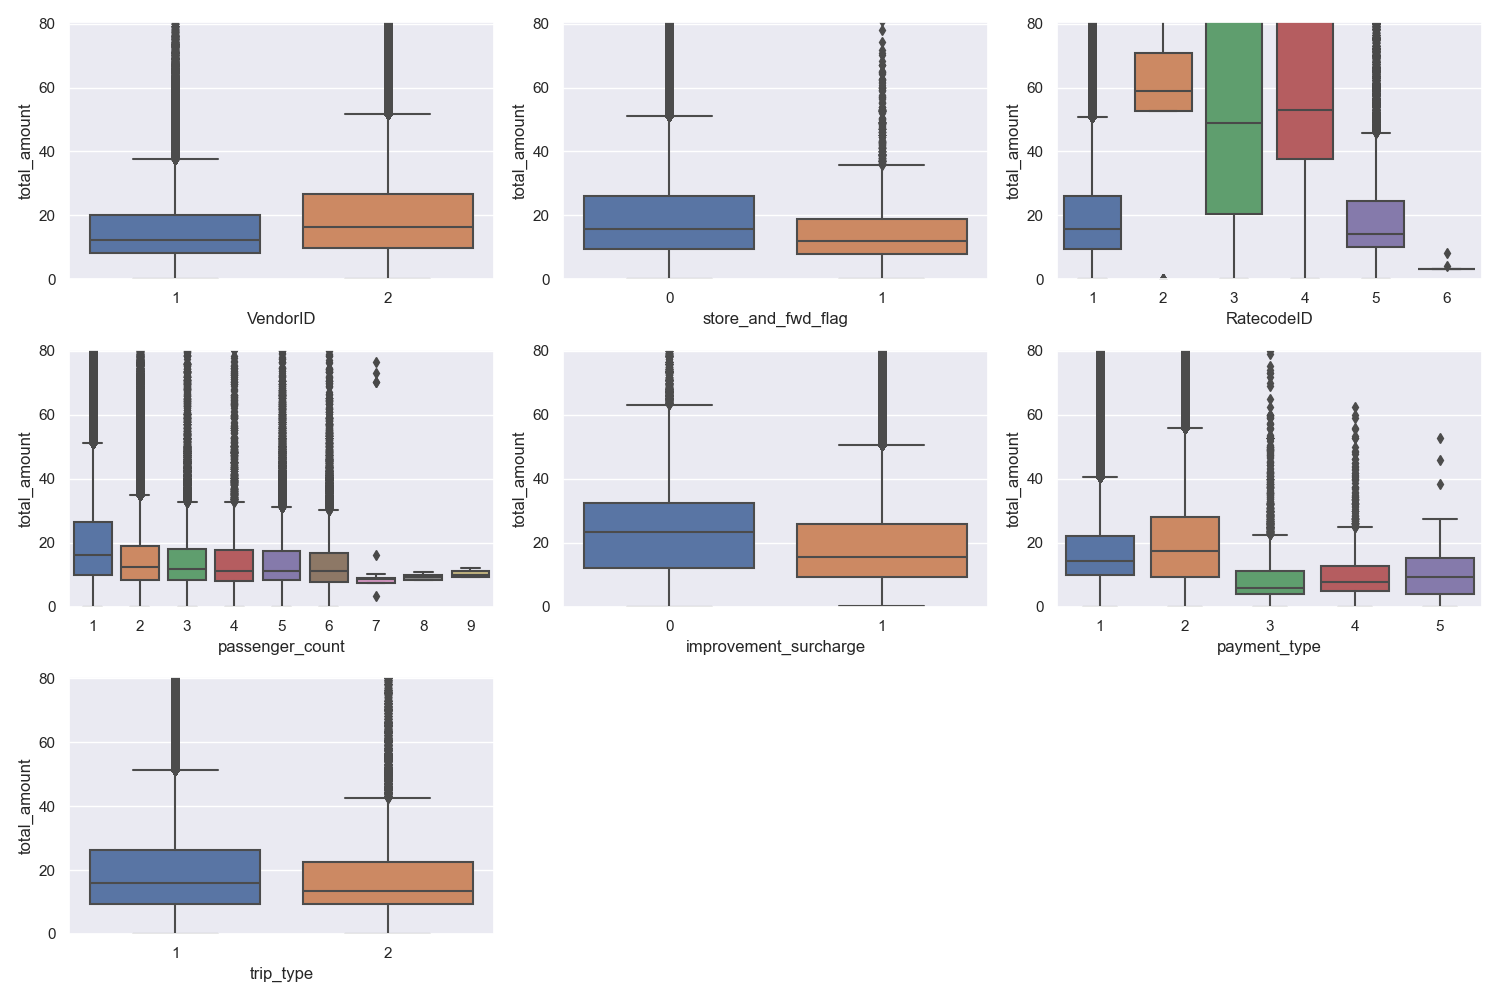 80 80 80
60 60 60
total_amount total_amount total_amount
40 40 40
20 20 20
0 0 0
1 2 0 1 1 2 3 4 5 6
VendorID store_and_fwd_flag RatecodeID
80 80 80
60 60 60
total_amount total_amount total_amount
40 40 40
20 20 20
0 0 0
1 2 3 4 5 6 7 8 9 0 1 1 2 3 4 5
passenger_count improvement_surcharge payment_type
80
60
total_amount
40
20
0
1 2
trip_type